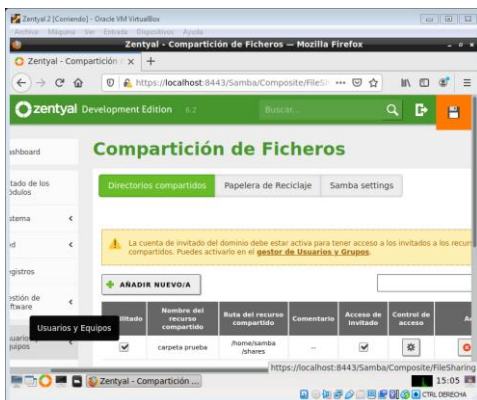 Zentyal 2 [Corriendo] - Oracle VM VirtualBox
Archivo Máquina Ver Entrada Dispositivos Ayuda
Zentyal - Compartición de Ficheros — Mozilla Firefox
Zentyal - Compartición
https://localhost:8443/Samba/Composite/FileSh
zentyal Development Edition 6.2
Buscar...
ashboard
Compartición de Ficheros
tado de los
ódulos
Directorios compartidos Papelera de Reciclaje Samba settings
stema
La cuenta de invitado del dominio debe estar activa para tener acceso a los invitados a los recur
compartidos. Puedes activarlo en el gestor de Usuarios y Grupos.
ed
egistros
AÑADIR NUEVO/A
estión de
ftware
Usuarios y Equipos
ilitado Nombre del recurso compartido Ruta del recurso compartido Comentario Acceso de invitado Control de acceso
suarios y
quipos
carpeta prueba /home/samba/shares --
https://localhost:8443/Samba/Composite/FileSharing
Zentyal - Compartición ...
15:05
CTRL DERECHA